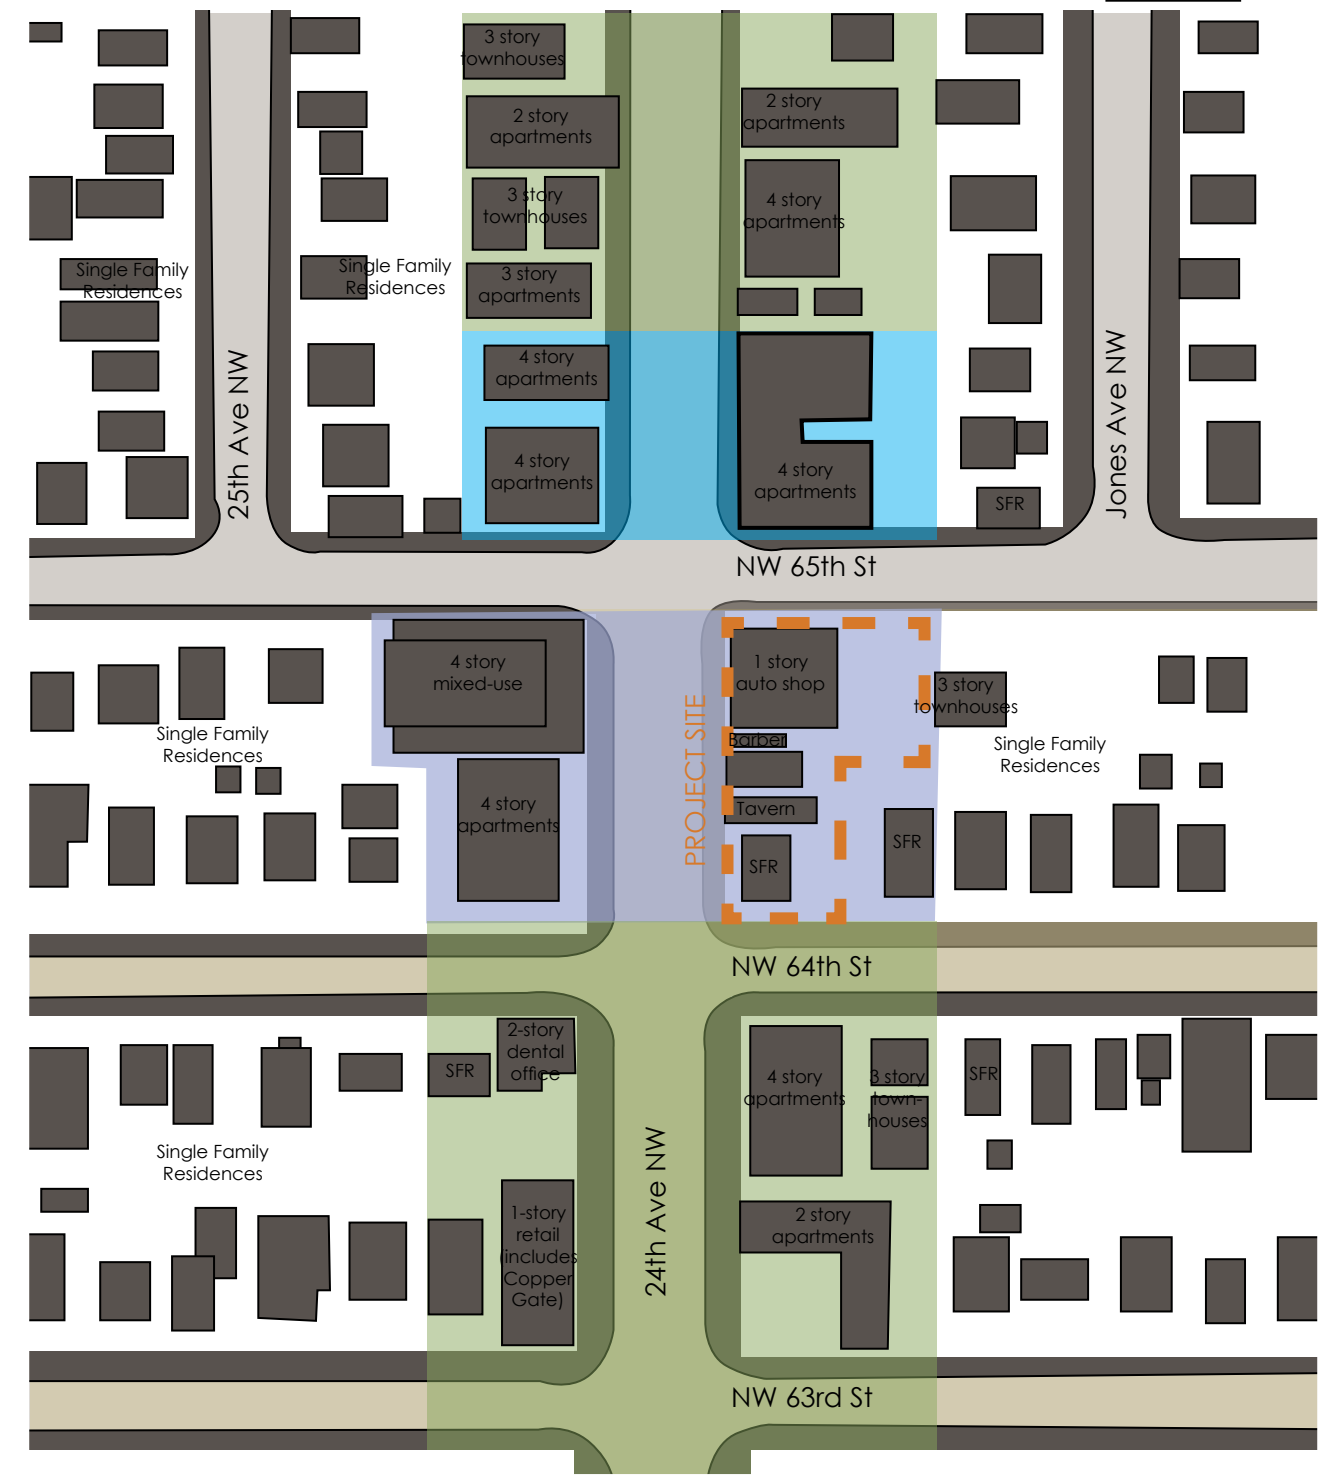 3 story
townhouses
2 story
apartments
2 story
apartments
3 story
townhouses
4 story
apartments
Single Family
Residences
Single Family
Residences
3 story
apartments
4 story
apartments
25th Ave NW
Jones Ave NW
4 story
apartments
4 story
apartments
SFR
NW 65th St
4 story
mixed-use
1 story
auto shop
3 story
townhouses
PROJECT SITE
Barber
Single Family
Residences
Single Family
Residences
4 story
apartments
Tavern
SFR
SFR
NW 64th St
2-story
dental
office
SFR
4 story
apartments
3 story
town-
houses
SFR
Single Family
Residences
24th Ave NW
1-story
retail
(includes
Copper
Gate)
2 story
apartments
NW 63rd St